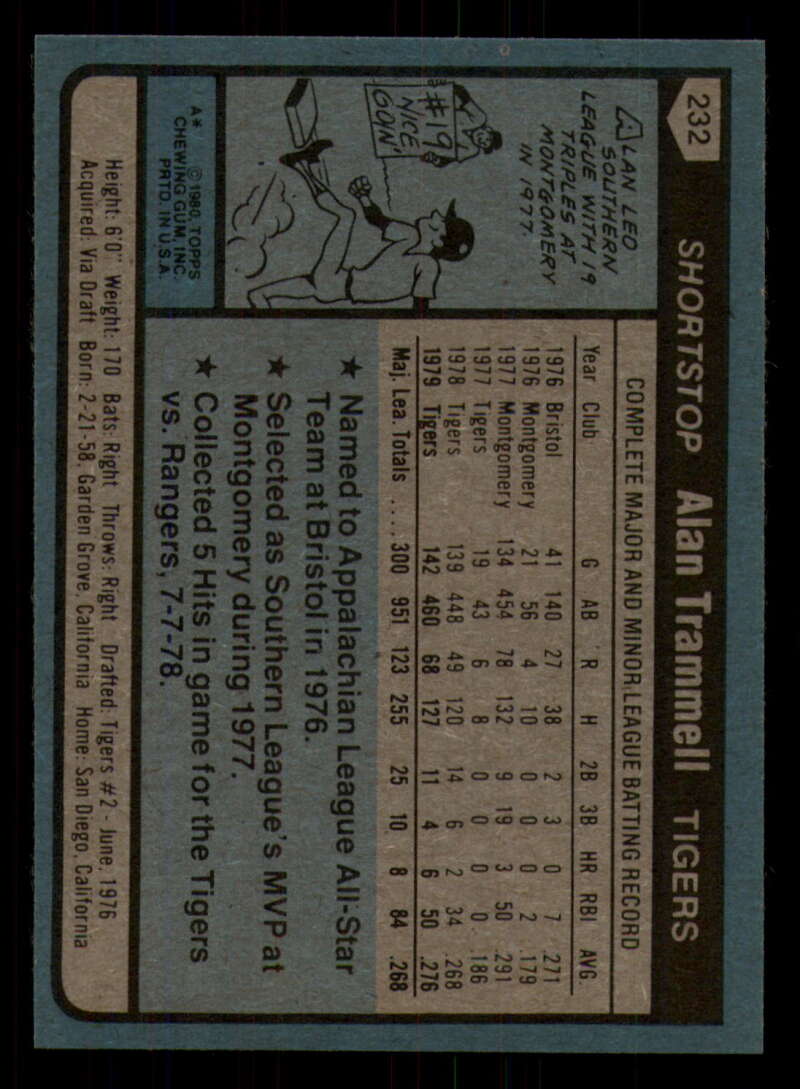 232
SHORTSTOP Alan Trammell TIGERS
ALAN LEO
SOUTHERN
LEAGUE WITH 19
TRIPLES AT
MONTGOMERY
IN 1977.
#19
NICE
GOIN'
A* © 1980 TOPPS
CHEWING GUM, INC.
PRTD. IN U.S.A.
COMPLETE MAJOR AND MINOR LEAGUE BATTING RECORD
Year Club G AB R H 2B 3B HR RBI AVG.
1976 Bristol 41 140 27 38 2 3 0 7 .271
1976 Montgomery 21 56 4 10 0 0 0 2 .179
1977 Montgomery 134 454 78 132 9 19 3 50 .291
1977 Tigers 19 43 6 8 0 0 0 0 .186
1978 Tigers 139 448 49 120 14 6 2 34 .268
1979 Tigers 142 460 68 127 11 4 6 50 .276
Maj. Lea. Totals .... 300 951 123 255 25 10 8 84 .268
★ Named to Appalachian League All-Star
Team at Bristol in 1976.
★ Selected as Southern League's MVP at
Montgomery during 1977.
★ Collected 5 Hits in game for the Tigers
vs. Rangers, 7-7-78.
Height: 6'0" Weight: 170 Bats: Right Throws: Right Drafted: Tigers #2 - June, 1976
Acquired: Via Draft Born: 2-21-58, Garden Grove, California Home: San Diego, California